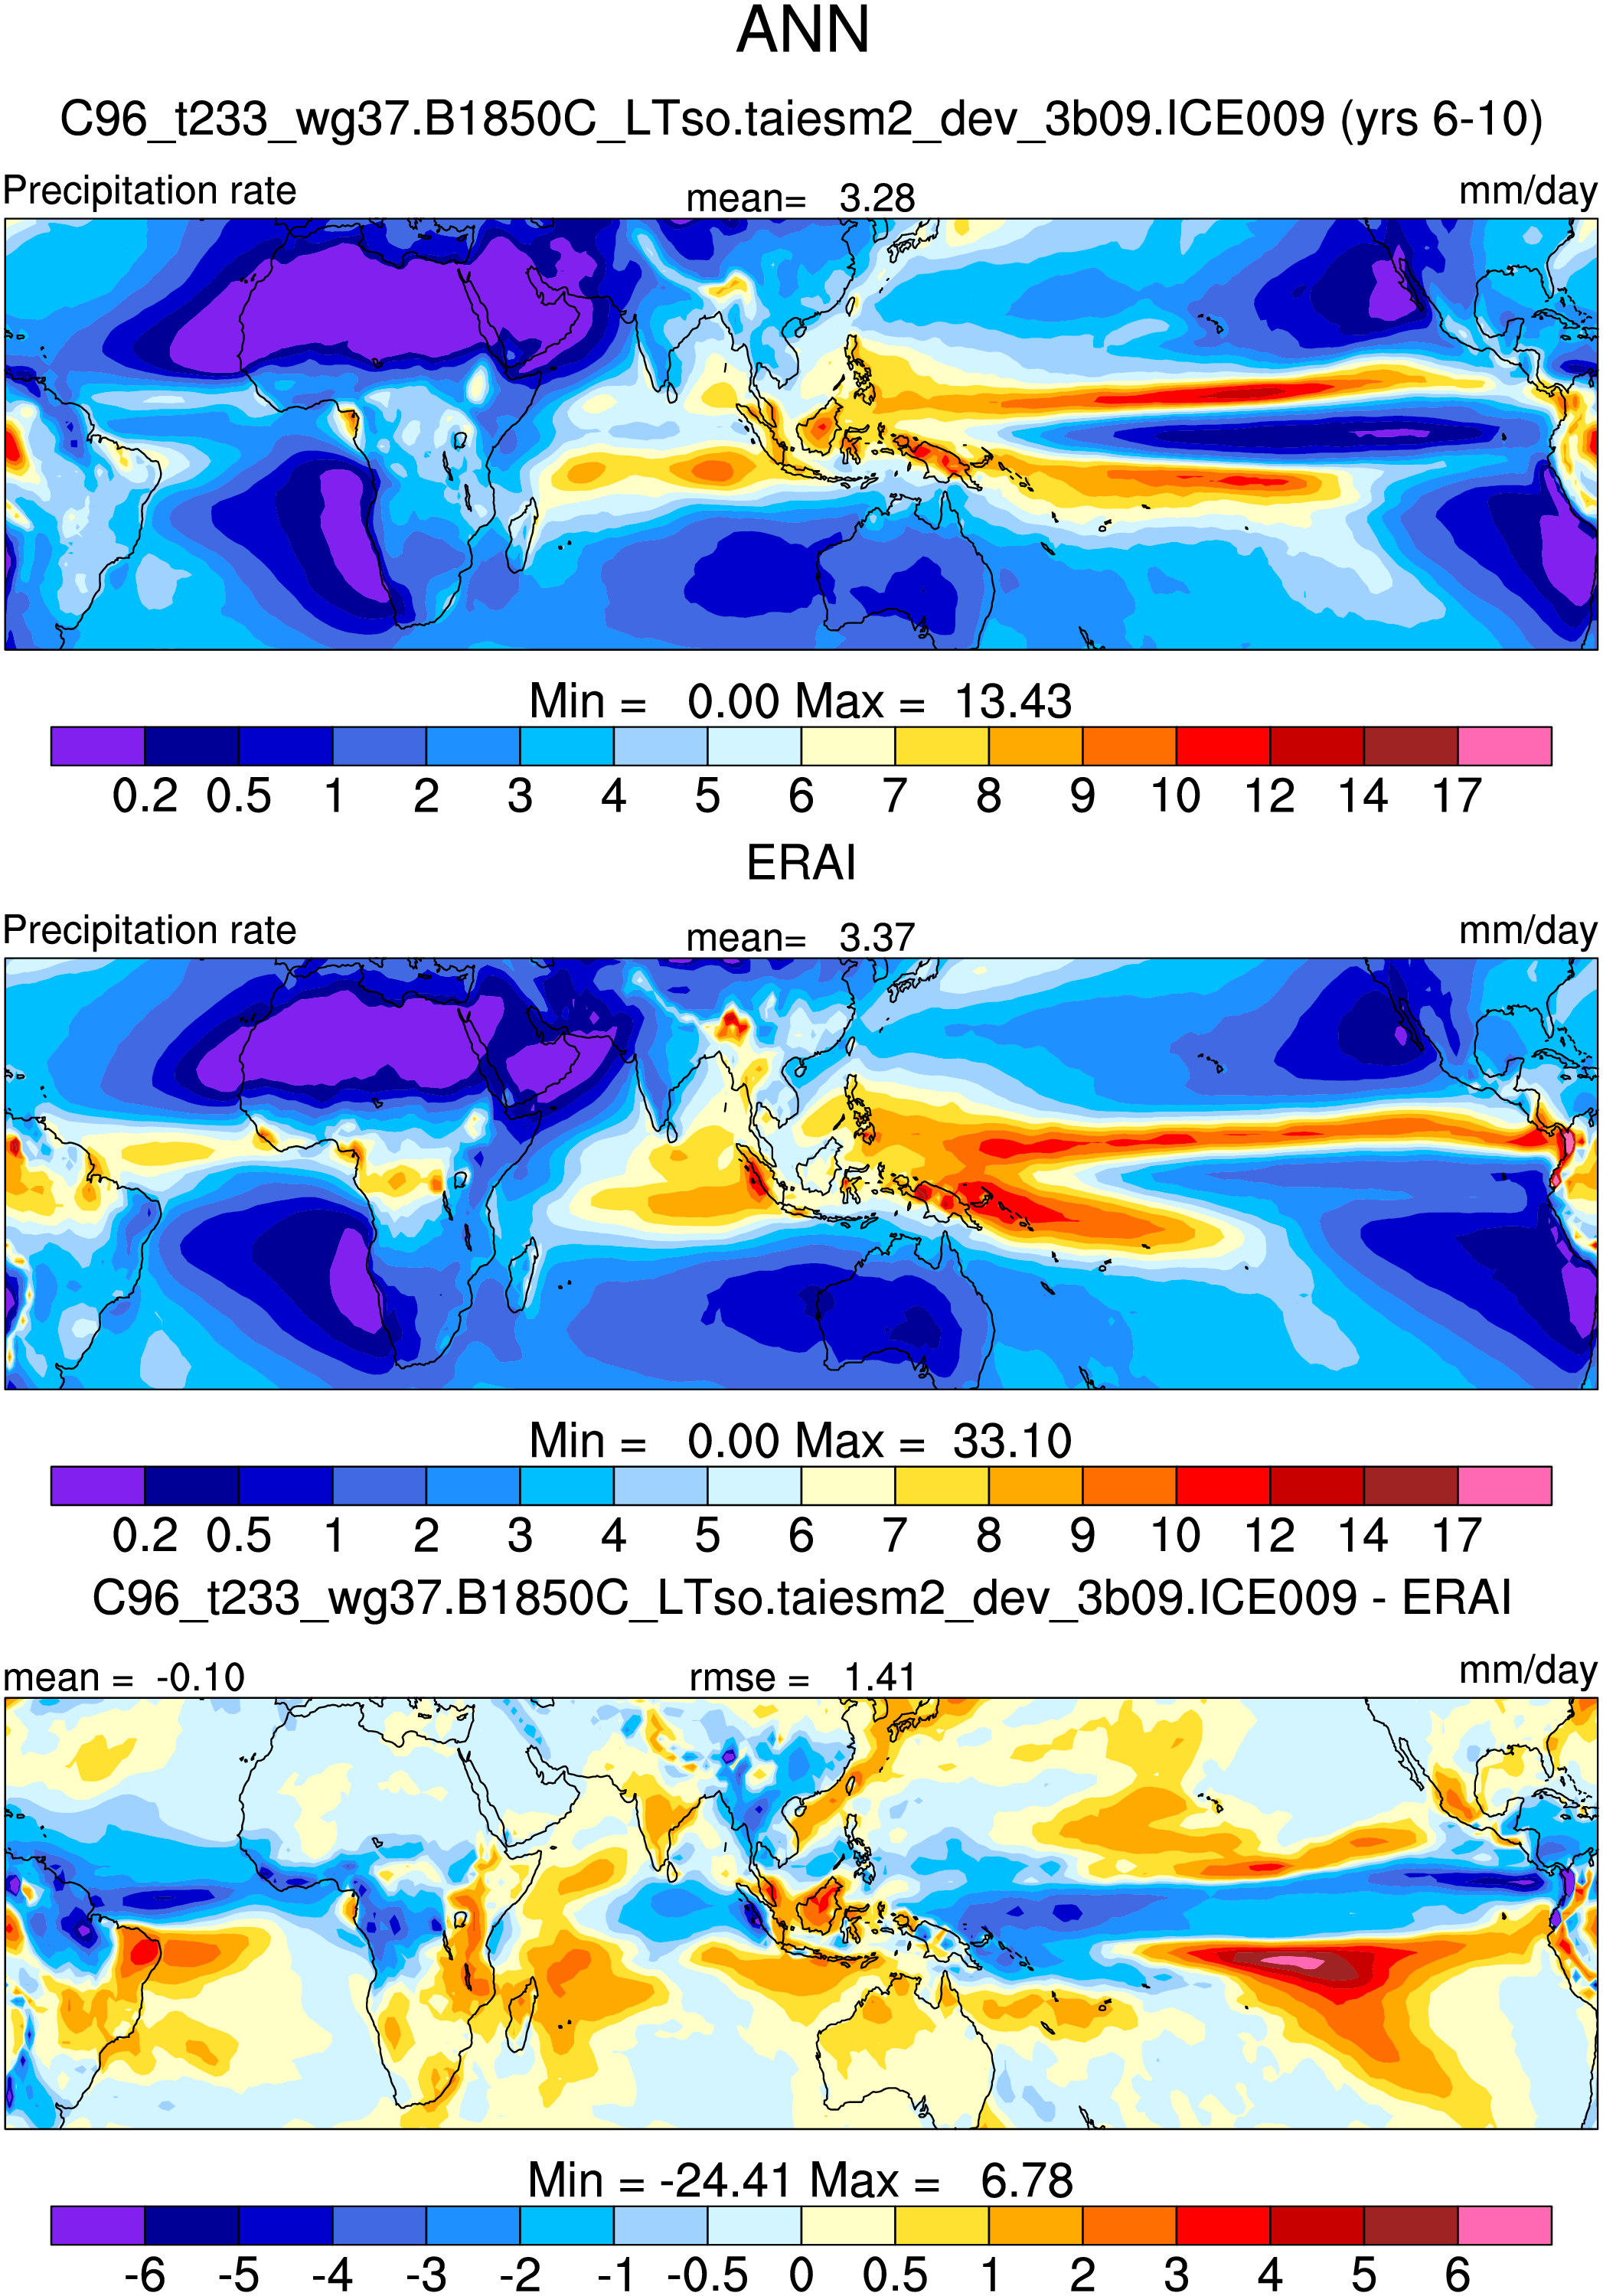 ANN
C96_t233_wg37.B1850C_LTso.taiesm2_dev_3b09.ICE009 (yrs 6-10)
Precipitation rate mean= 3.28 mm/day
Min = 0.00 Max = 13.43
0.2 0.5 1 2 3 4 5 6 7 8 9 10 12 14 17
ERAI
Precipitation rate mean= 3.37 mm/day
Min = 0.00 Max = 33.10
0.2 0.5 1 2 3 4 5 6 7 8 9 10 12 14 17
C96_t233_wg37.B1850C_LTso.taiesm2_dev_3b09.ICE009 - ERAI
mean = -0.10 rmse = 1.41 mm/day
Min = -24.41 Max = 6.78
-6 -5 -4 -3 -2 -1 -0.5 0 0.5 1 2 3 4 5 6